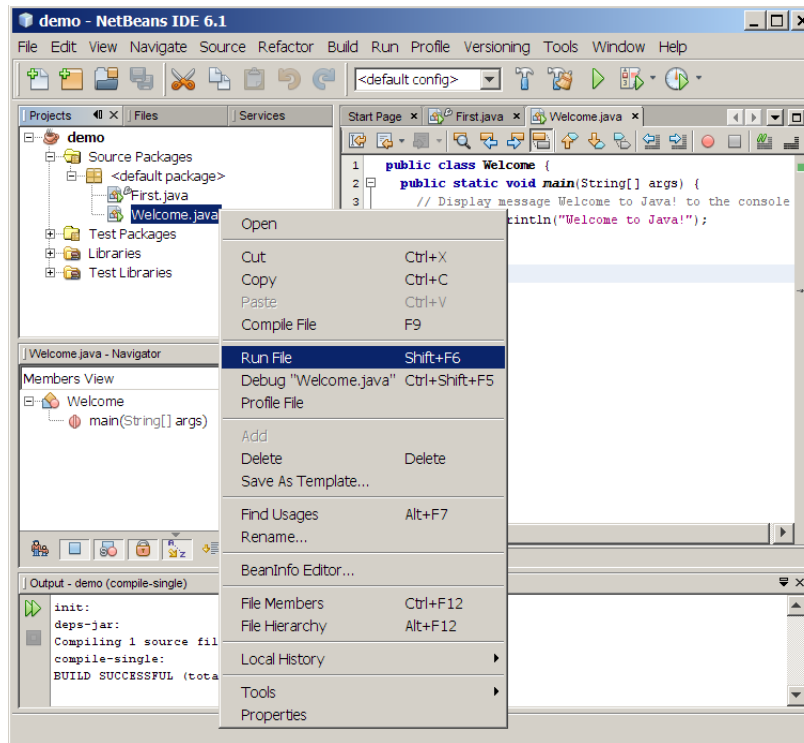 demo - NetBeans IDE 6.1
File Edit View Navigate Source Refactor Build Run Profile Versioning Tools Window Help
<default config>
Projects Files Services
demo
Source Packages
<default package>
First.java
Welcome.java
Test Packages
Libraries
Test Libraries
Start Page First.java Welcome.java
1 public class Welcome {
2 public static void main(String[] args) {
3 // Display message Welcome to Java! to the console
println("Welcome to Java!");
Open
Cut Ctrl+X
Copy Ctrl+C
Paste Ctrl+V
Compile File F9
Run File Shift+F6
Debug "Welcome.java" Ctrl+Shift+F5
Profile File
Add
Delete Delete
Save As Template...
Find Usages Alt+F7
Rename...
BeanInfo Editor...
File Members Ctrl+F12
File Hierarchy Alt+F12
Local History
Tools
Properties
Welcome.java - Navigator
Members View
Welcome
main(String[] args)
Output - demo (compile-single)
init:
deps-jar:
Compiling 1 source fil
compile-single:
BUILD SUCCESSFUL (tota